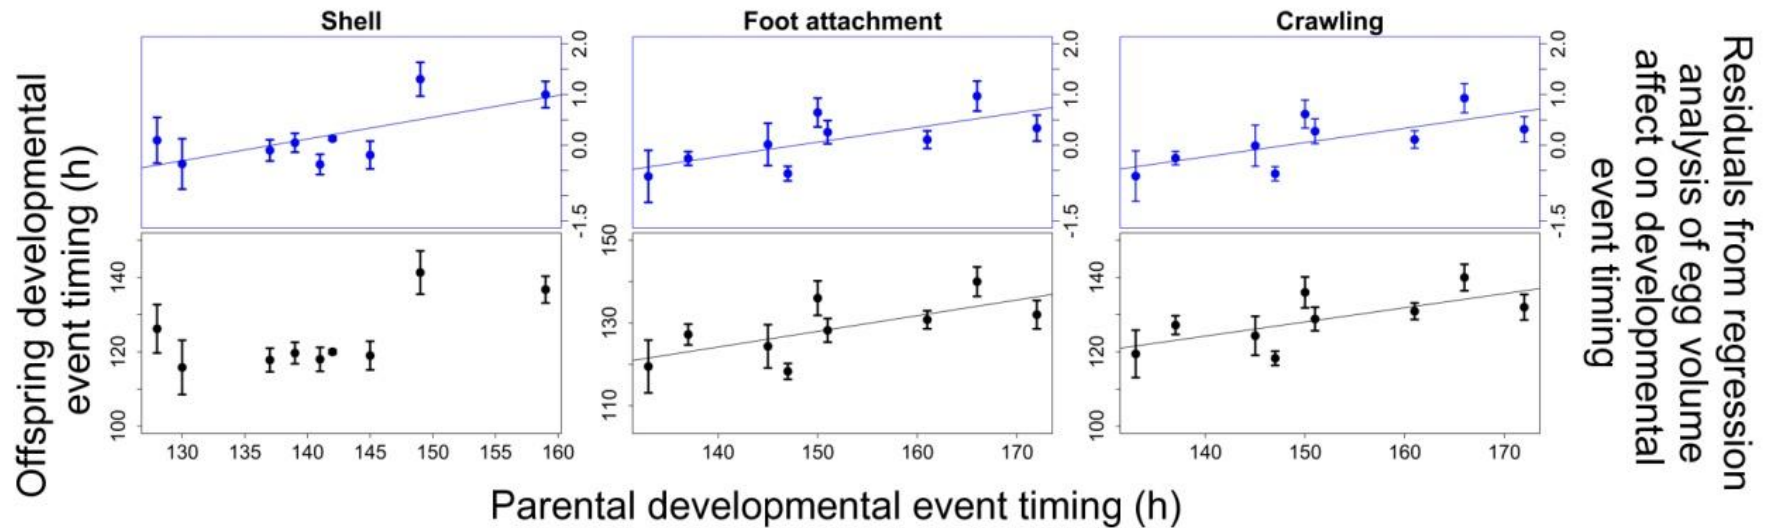 Shell
Foot attachment
Crawling
2.0
1.0
0.0
-1.5
2.0
1.0
0.0
-1.5
2.0
1.0
0.0
-1.5
140
120
100
150
130
110
140
120
100
130 135 140 145 150 155 160
140 150 160 170
140 150 160 170
Offspring developmental
event timing (h)
Parental developmental event timing (h)
Residuals from regression
analysis of egg volume
affect on developmental
event timing